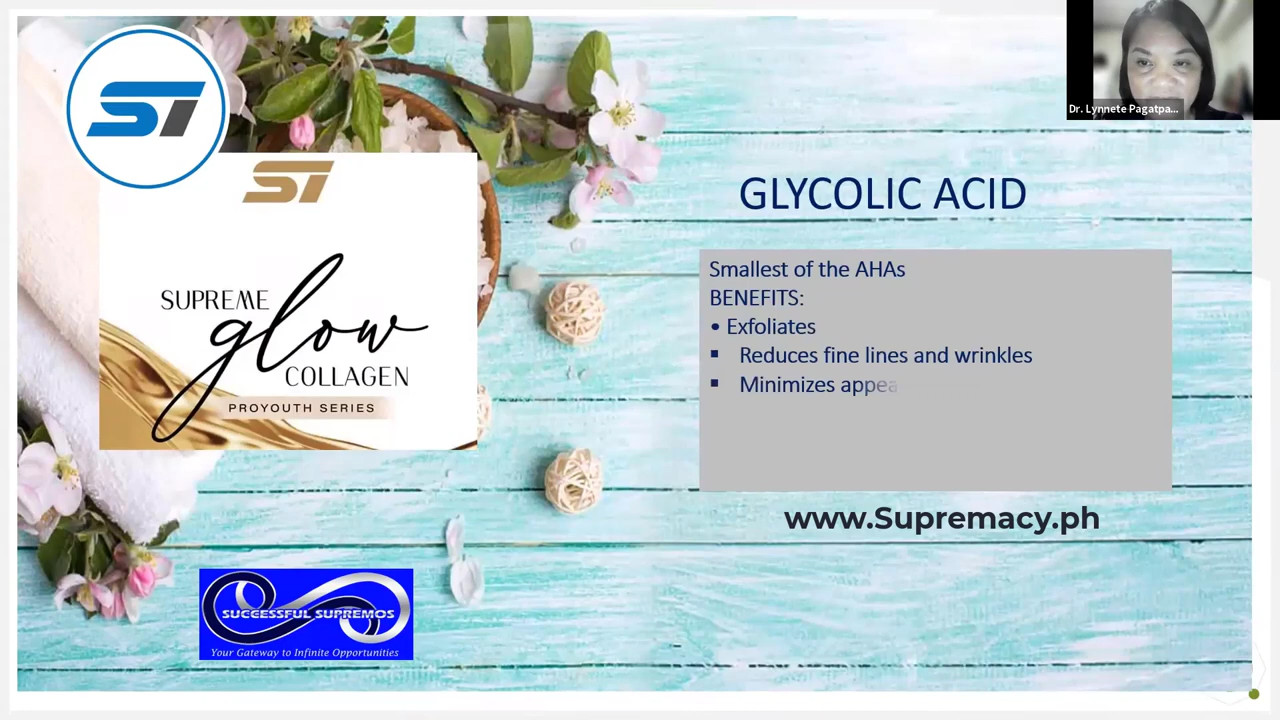 ST
Dr. Lynnete Pagatpa...
ST
SUPREME
glow
COLLAGEN
PROYOUTH SERIES
GLYCOLIC ACID
Smallest of the AHAs
BENEFITS:
• Exfoliates
▪ Reduces fine lines and wrinkles
▪ Minimizes appea
www.Supremacy.ph
SUCCESSFUL SUPREMOS
Your Gateway to Infinite Opportunities